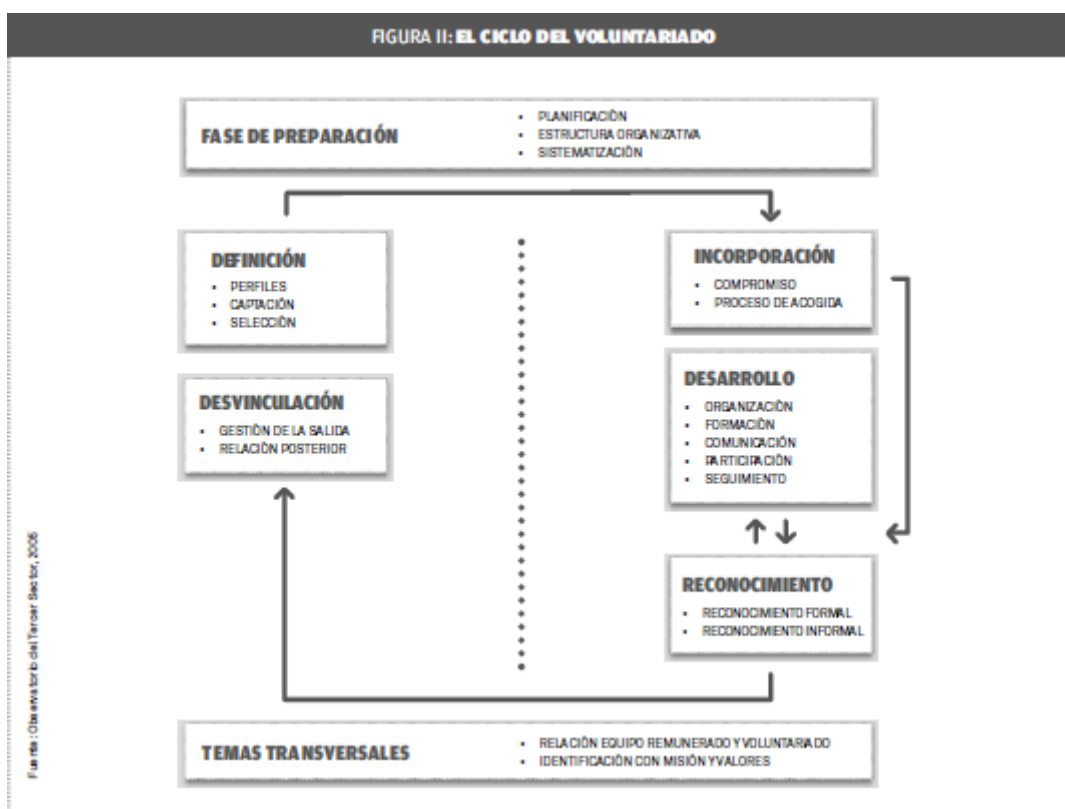 FIGURA II: EL CICLO DEL VOLUNTARIADO
FASE DE PREPARACIÓN
• PLANIFICACIÓN
• ESTRUCTURA ORGANIZATIVA
• SISTEMATIZACIÓN
DEFINICIÓN
• PERFILES
• CAPTACIÓN
• SELECCIÓN
INCORPORACIÓN
• COMPROMISO
• PROCESO DE ACOGIDA
DESARROLLO
• ORGANIZACIÓN
• FORMACIÓN
• COMUNICACIÓN
• PARTICIPACIÓN
• SEGUIMIENTO
DESVINCULACIÓN
• GESTIÓN DE LA SALIDA
• RELACIÓN POSTERIOR
RECONOCIMIENTO
• RECONOCIMIENTO FORMAL
• RECONOCIMIENTO INFORMAL
TEMAS TRANSVERSALES
• RELACIÓN EQUIPO REMUNERADO Y VOLUNTARIADO
• IDENTIFICACIÓN CON MISIÓN Y VALORES
Fuente: Observatorio del Tercer Sector, 2005